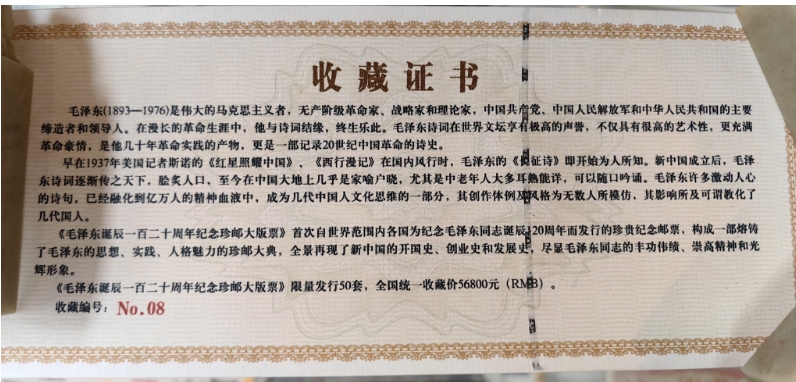 收藏证书
毛泽东(1893—1976)是伟大的马克思主义者，无产阶级革命家、战略家和理论家，中国共产党、中国人民解放军和中华人民共和国的主要
缔造者和领导人。在漫长的革命生涯中，他与诗词结缘，终生乐此。毛泽东诗词在世界文坛享有极高的声誉，不仅具有很高的艺术性，更充满
革命豪情，是他几十年革命实践的产物，更是一部记录20世纪中国革命的诗史。
早在1937年美国记者斯诺的《红星照耀中国》、《西行漫记》在国内风行时，毛泽东的《长征诗》即开始为人所知。新中国成立后，毛泽
东诗词逐渐传之天下，脍炙人口，至今在中国大地上几乎是家喻户晓，尤其是中老年人大多耳熟能详，可以随口吟诵。毛泽东许多激动人心
的诗句，已经融化到亿万人的精神血液中，成为几代中国人文化思维的一部分，其创作体例及风格为无数人所模仿，其影响所及可谓教化了
几代国人。
《毛泽东诞辰一百二十周年纪念珍邮大版票》首次自世界范围内各国为纪念毛泽东同志诞辰120周年而发行的珍贵纪念邮票，构成一部熔铸
了毛泽东的思想、实践、人格魅力的珍邮大典，全景再现了新中国的开国史、创业史和发展史，尽显毛泽东同志的丰功伟绩、崇高精神和光
辉形象。
《毛泽东诞辰一百二十周年纪念珍邮大版票》限量发行50套，全国统一收藏价56800元（RMB）。
收藏编号：No.08